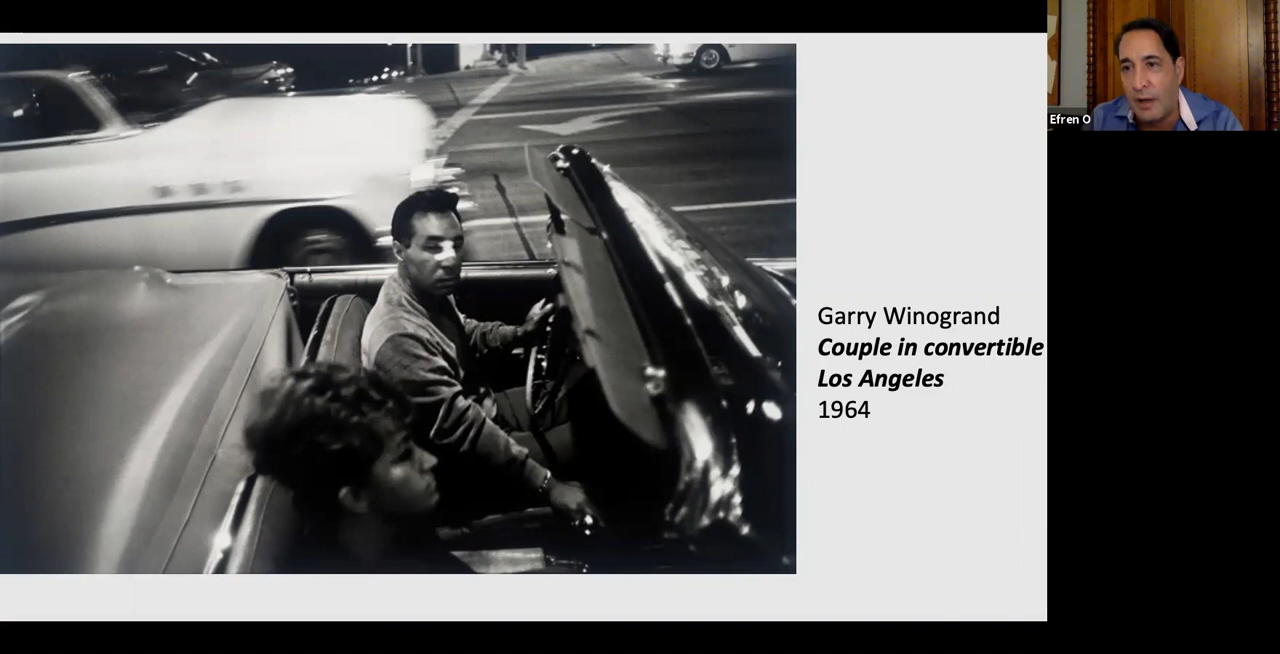 Efren O
Garry Winogrand
Couple in convertible
Los Angeles
1964